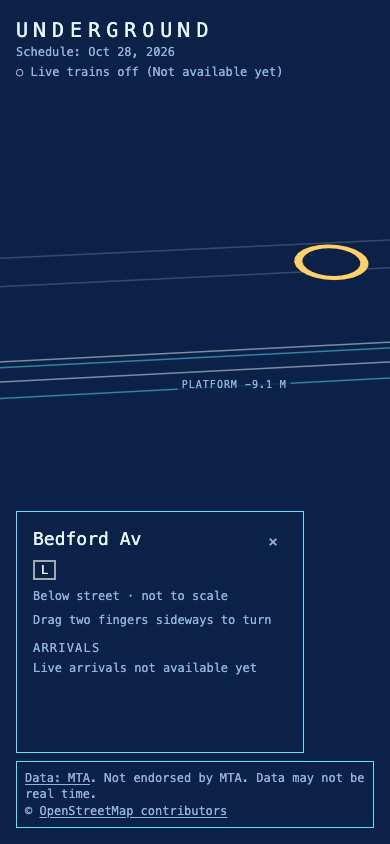 UNDERGROUND
Schedule: Oct 28, 2026
○ Live trains off (Not available yet)
PLATFORM −9.1 M
Bedford Av ×
L
Below street · not to scale
Drag two fingers sideways to turn
ARRIVALS
Live arrivals not available yet
Data: MTA. Not endorsed by MTA. Data may not be
real time.
© OpenStreetMap contributors